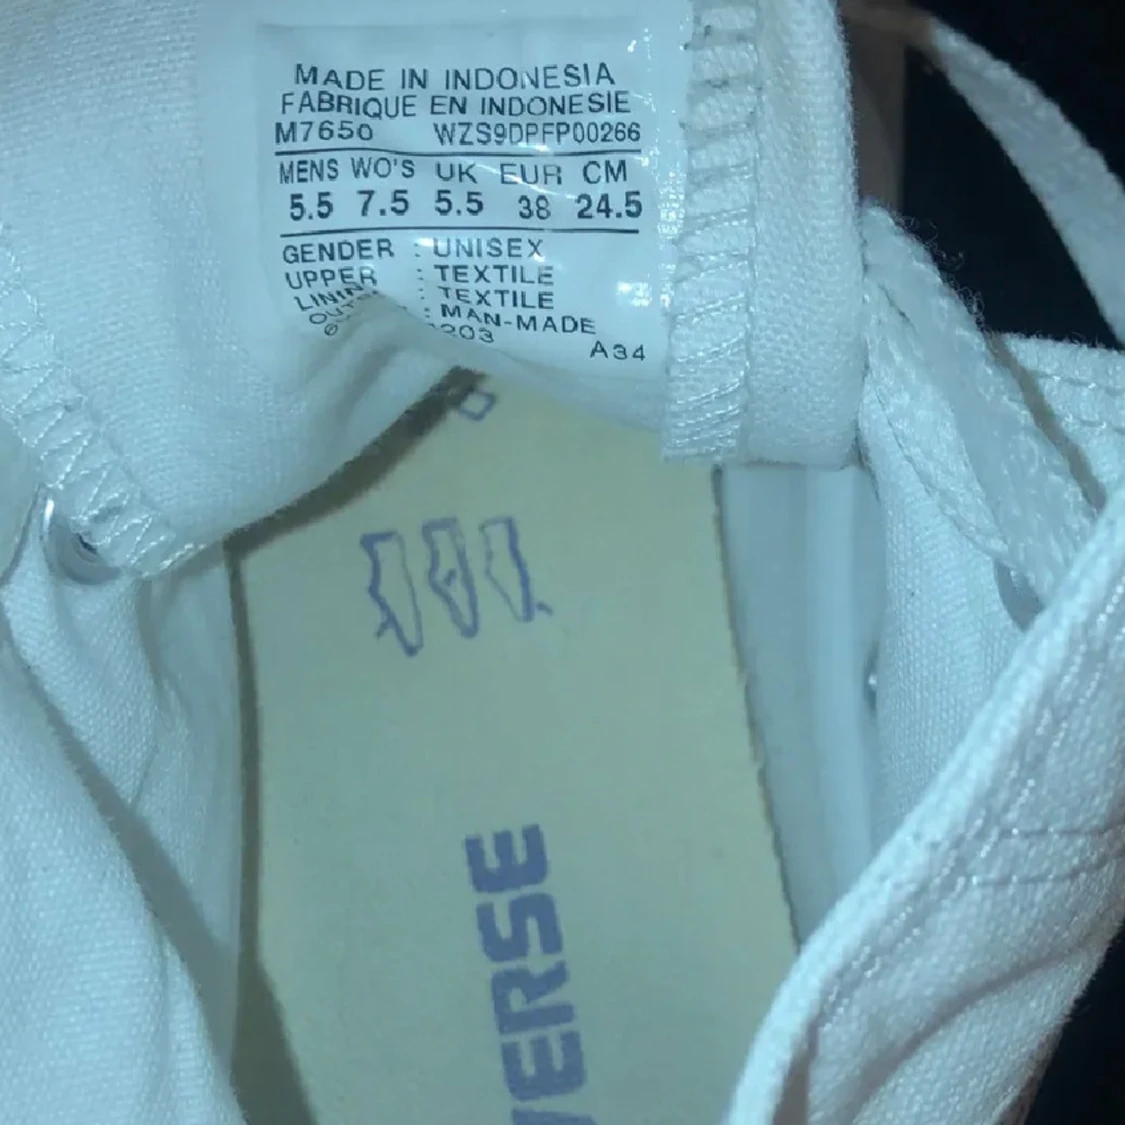 MADE IN INDONESIA
FABRIQUE EN INDONESIE
M7650 WZS9DPFP00266
MENS WO'S UK EUR CM
5.5 7.5 5.5 38 24.5
GENDER : UNISEX
UPPER : TEXTILE
: TEXTILE
: MAN-MADE
A34